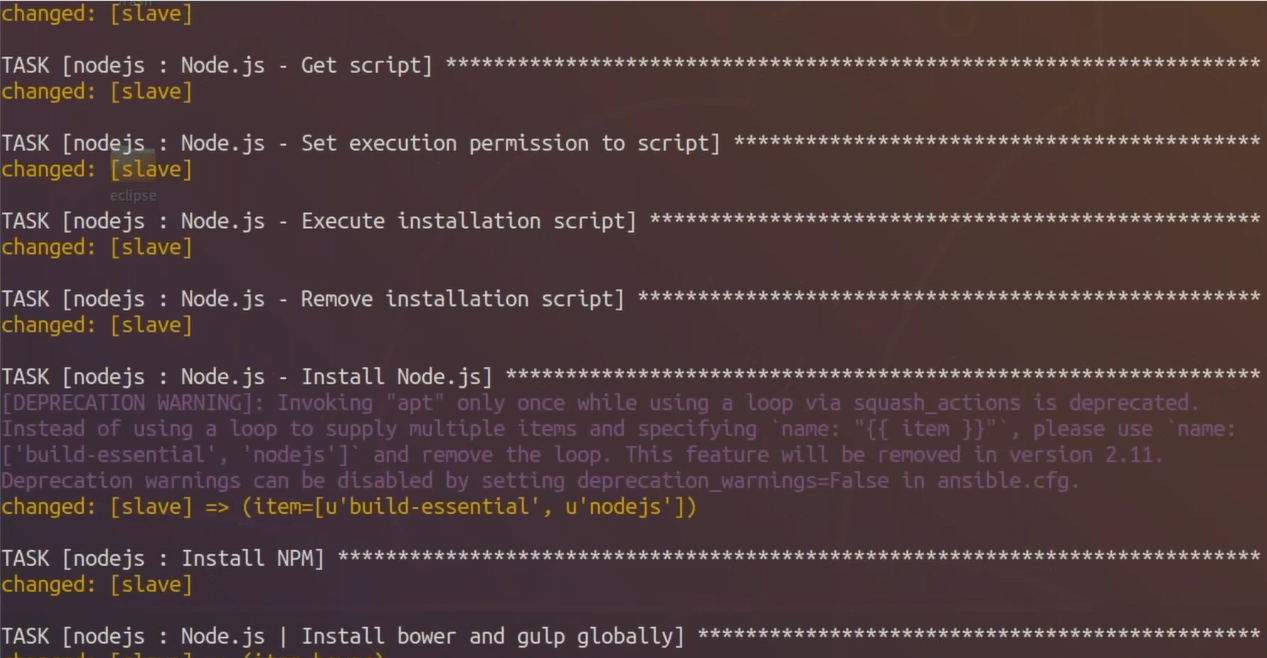 changed: [slave]
TASK [nodejs : Node.js - Get script] ********************************************************************
changed: [slave]
TASK [nodejs : Node.js - Set execution permission to script] ********************************************
changed: [slave]
eclipse
TASK [nodejs : Node.js - Execute installation script] ***************************************************
changed: [slave]
TASK [nodejs : Node.js - Remove installation script] ****************************************************
changed: [slave]
TASK [nodejs : Node.js - Install Node.js] ***************************************************************
[DEPRECATION WARNING]: Invoking "apt" only once while using a loop via squash_actions is deprecated.
Instead of using a loop to supply multiple items and specifying `name: "{{ item }}"`, please use `name:
['build-essential', 'nodejs']` and remove the loop. This feature will be removed in version 2.11.
Deprecation warnings can be disabled by setting deprecation_warnings=False in ansible.cfg.
changed: [slave] => (item=[u'build-essential', u'nodejs'])
TASK [nodejs : Install NPM] *****************************************************************************
changed: [slave]
TASK [nodejs : Node.js | Install bower and gulp globally] ***********************************************